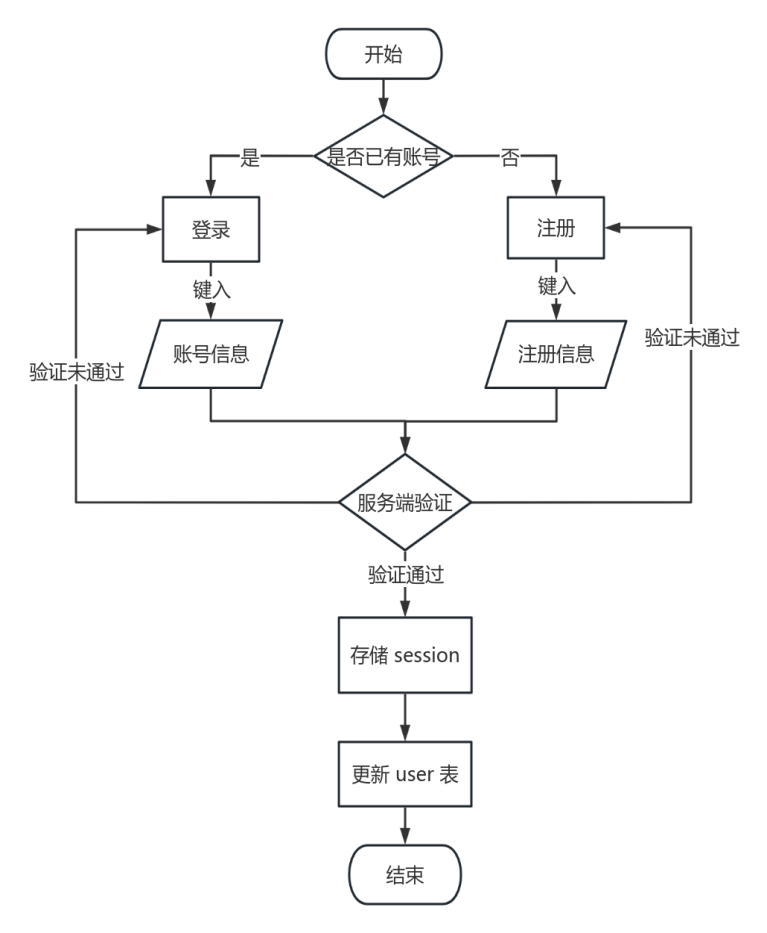 开始
是否已有账号
是
否
登录
注册
键入
键入
账号信息
注册信息
验证未通过
验证未通过
服务端验证
验证通过
存储 session
更新 user 表
结束